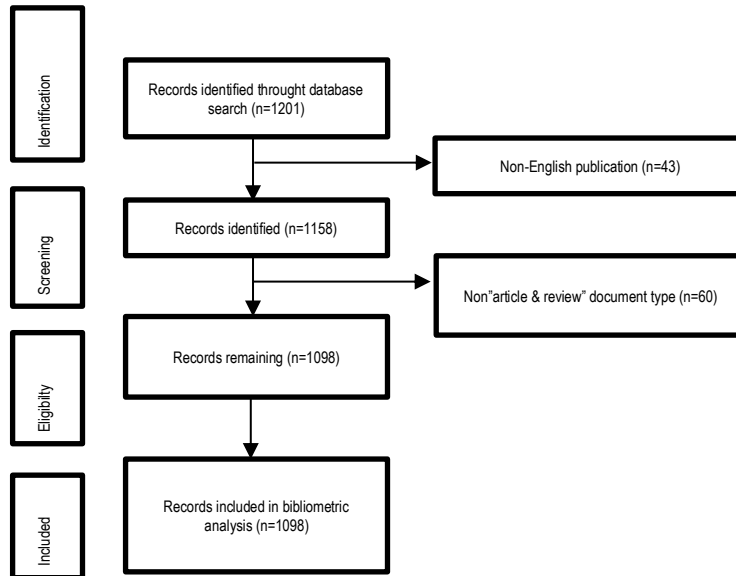 Identification
Records identified throught database
search (n=1201)
Non-English publication (n=43)
Screening
Records identified (n=1158)
Non"article & review" document type (n=60)
Eligibilty
Records remaining (n=1098)
Included
Records included in bibliometric
analysis (n=1098)